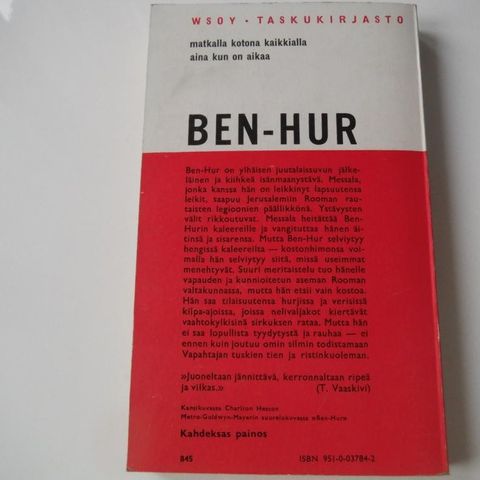 WSOY • TASKUKIRJASTO
matkalla kotona kaikkialla
aina kun on aikaa
BEN-HUR
Ben-Hur on ylhäisen juutalaissuvun jälke-
läinen ja kiihkeä isänmaanystävä. Messala,
jonka kanssa hän on leikkinyt lapsuutensa
leikit, saapuu Jerusalemiin Rooman rau-
taisten legioonien päällikkönä. Ystävysten
välit rikkoutuvat. Messala heitättää Ben-
Hurin kaleereille ja vangituttaa hänen äi-
tinsä ja sisarensa. Mutta Ben-Hur selviytyy
hengissä kaleereilta — kostonhimonsa voi-
malla hän selviytyy siitä, missä useimmat
menehtyvät. Suuri meritaistelu tuo hänelle
vapauden ja kunnioitetun aseman Rooman
valtakunnassa, mutta hän etsii vain kostoa.
Hän saa tilaisuutensa hurjissa ja verisissä
kilpa-ajoissa, joissa nelivaljakot kiertävät
vaahtokylkisinä sirkuksen rataa. Mutta hän
ei saa lopullista tyydytystä ja rauhaa — ei
ennen kuin joutuu omin silmin todistamaan
Vapahtajan tuskien tien ja ristinkuoleman.
»Juoneltaan jännittävä, kerronnaltaan ripeä
ja vilkas.» (T. Vaaskivi)
Kansikuvasta Charlton Heston
Metro-Goldwyn-Mayerin suurelokuvasta »Ben-Hur»
Kahdeksas painos
845 ISBN 951-0-03784-2